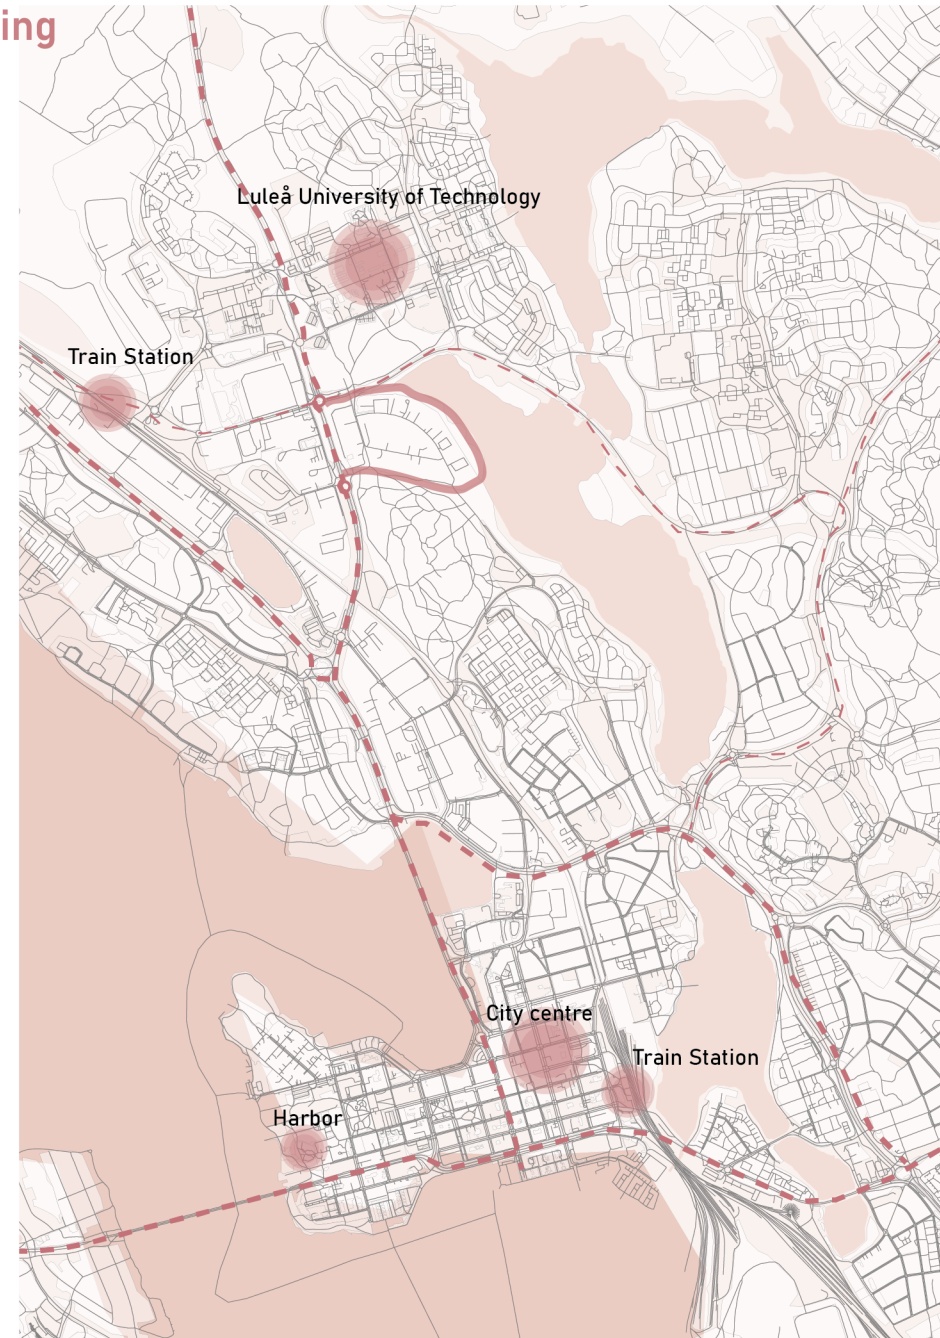 ing
Luleå University of Technology
Train Station
City centre
Train Station
Harbor